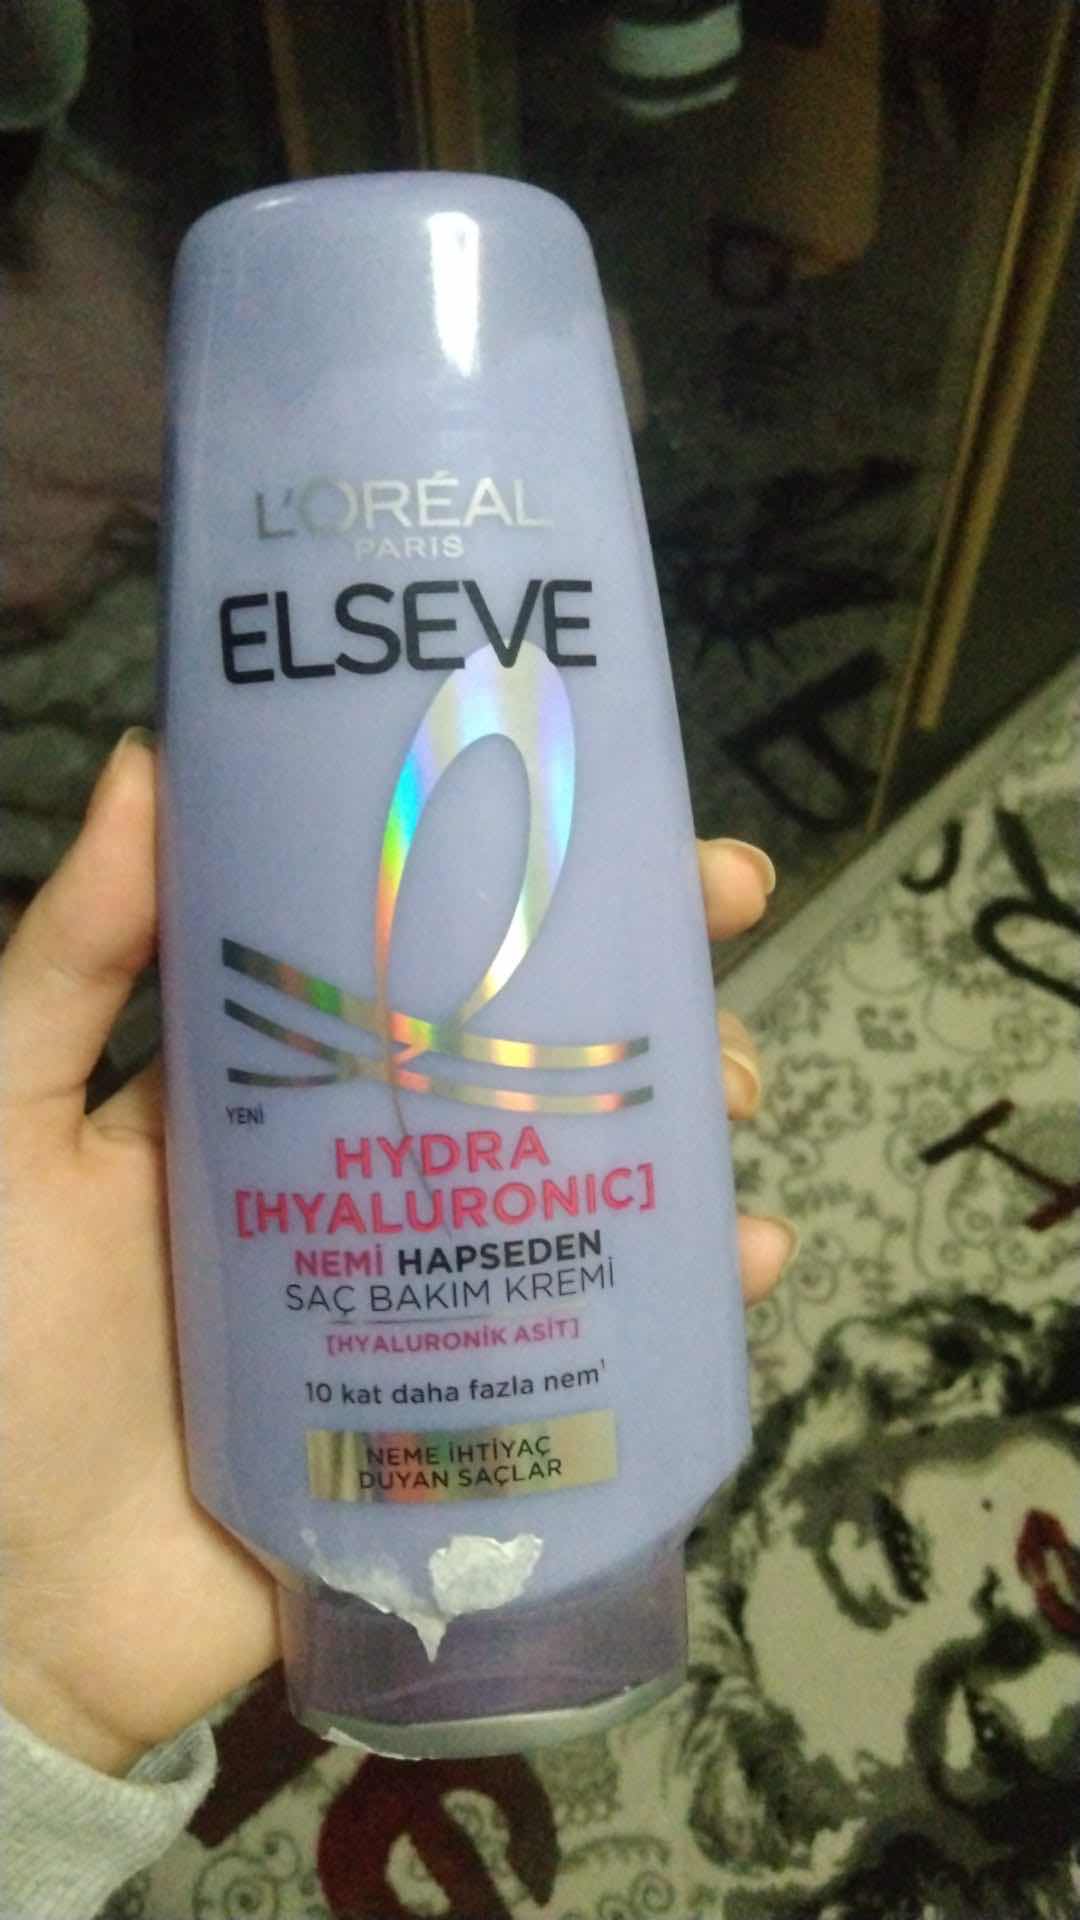 L'ORÉAL
PARIS
ELSEVE
YENİ
HYDRA
[HYALURONIC]
NEMİ HAPSEDEN
SAÇ BAKIM KREMİ
[HYALURONİK ASİT]
10 kat daha fazla nem¹
NEME İHTİYAÇ
DUYAN SAÇLAR